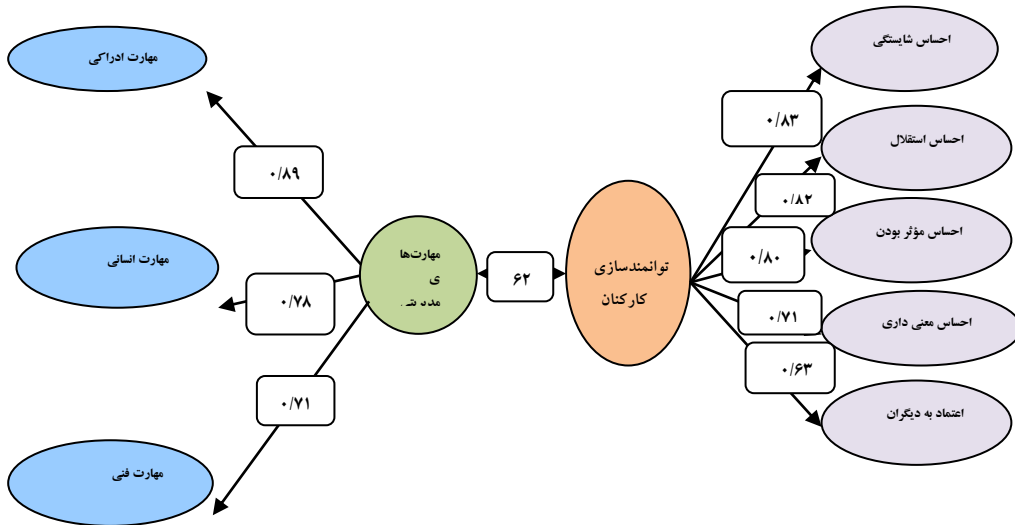 احساس شایستگی
مهارت ادراکی
۰/۸۳
احساس استقلال
۰/۸۹
۰/۸۲
احساس مؤثر بودن
۰/۸۰
مهارت انسانی
مهارت‌ها
ی
توانمندسازی
کارکنان
۶۲
۰/۷۸
۰/۷۱
احساس معنی داری
۰/۶۳
۰/۷۱
اعتماد به دیگران
مهارت فنی